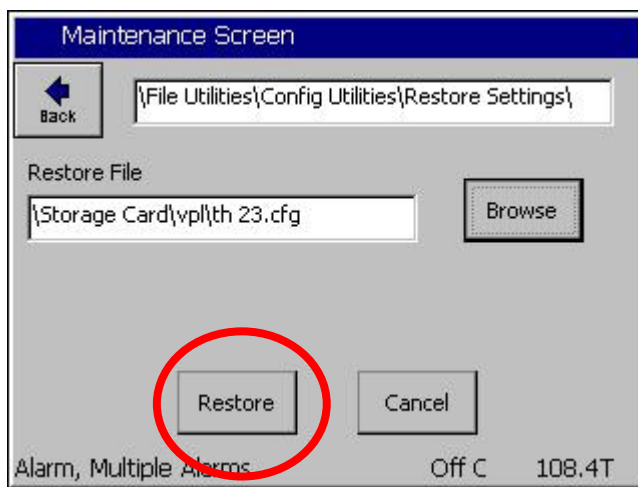 Maintenance Screen
Back
\File Utilities\Config Utilities\Restore Settings\
Restore File
\Storage Card\vpl\th 23.cfg
Browse
Restore
Cancel
Alarm, Multiple Alarms
Off C
108.4T